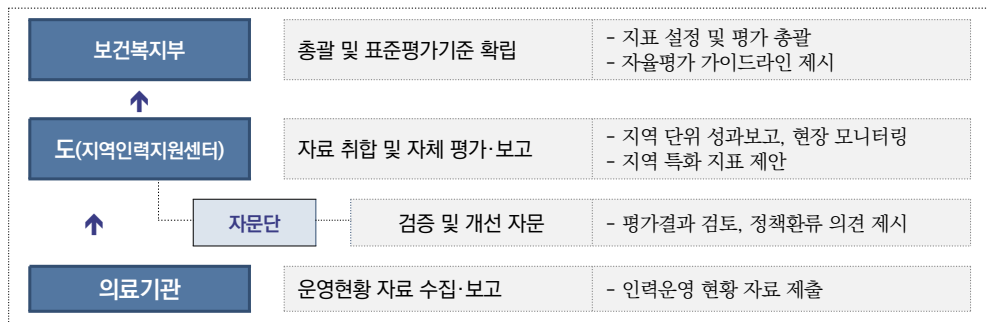 보건복지부
총괄 및 표준평가기준 확립
- 지표 설정 및 평가 총괄
- 자율평가 가이드라인 제시
도(지역인력지원센터)
자료 취합 및 자체 평가·보고
- 지역 단위 성과보고, 현장 모니터링
- 지역 특화 지표 제안
자문단
검증 및 개선 자문
- 평가결과 검토, 정책환류 의견 제시
의료기관
운영현황 자료 수집·보고
- 인력운영 현황 자료 제출